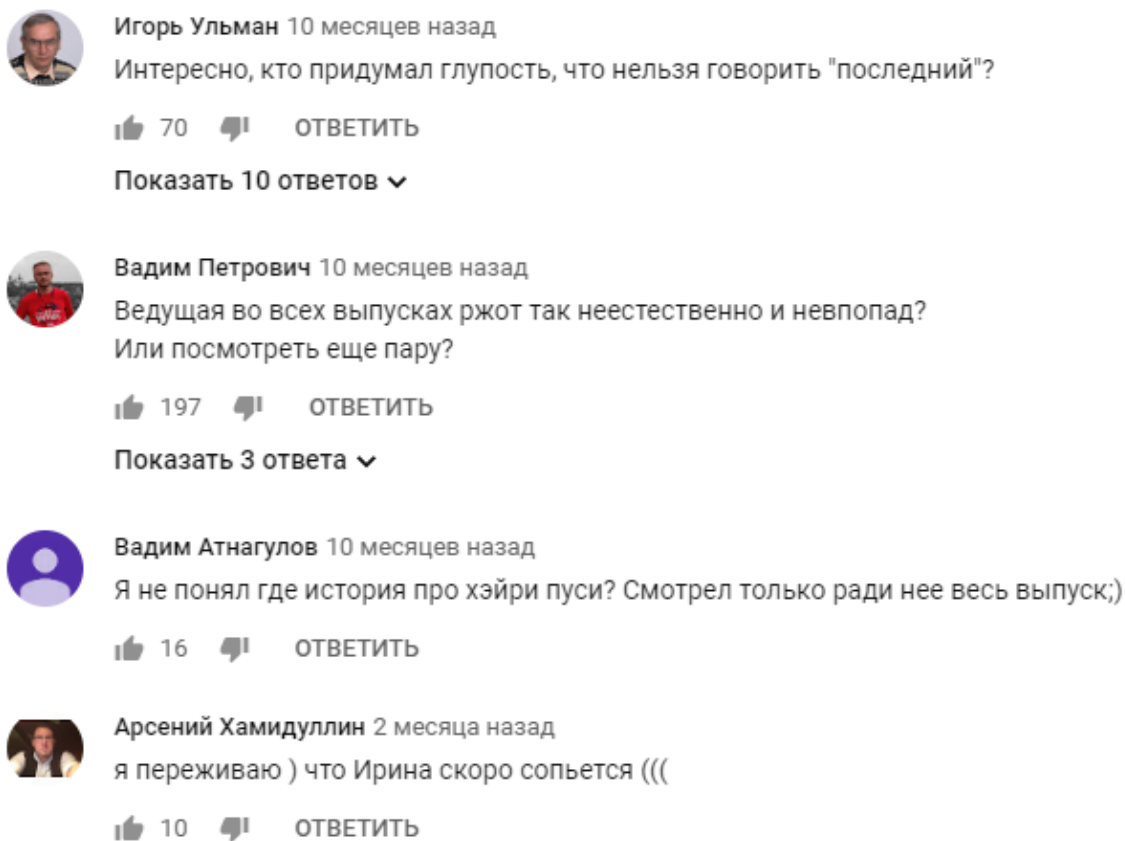 Игорь Ульман 10 месяцев назад
Интересно, кто придумал глупость, что нельзя говорить "последний"?
70 ОТВЕТИТЬ
Показать 10 ответов
Вадим Петрович 10 месяцев назад
Ведущая во всех выпусках ржот так неестественно и невпопад?
Или посмотреть еще пару?
197 ОТВЕТИТЬ
Показать 3 ответа
Вадим Атнагулов 10 месяцев назад
Я не понял где история про хэйри пуси? Смотрел только ради нее весь выпуск;)
16 ОТВЕТИТЬ
Арсений Хамидуллин 2 месяца назад
я переживаю ) что Ирина скоро сопьется (((
10 ОТВЕТИТЬ